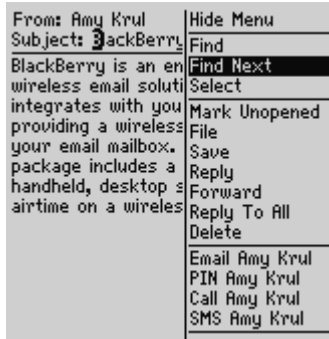 From: Amy Krul
Subject: BlackBerry
BlackBerry is an en
wireless email soluti
integrates with you
providing a wireless
your email mailbox.
package includes a
handheld, desktop s
airtime on a wireles
Hide Menu
Find
Find Next
Select
Mark Unopened
File
Save
Reply
Forward
Reply To All
Delete
Email Amy Krul
PIN Amy Krul
Call Amy Krul
SMS Amy Krul